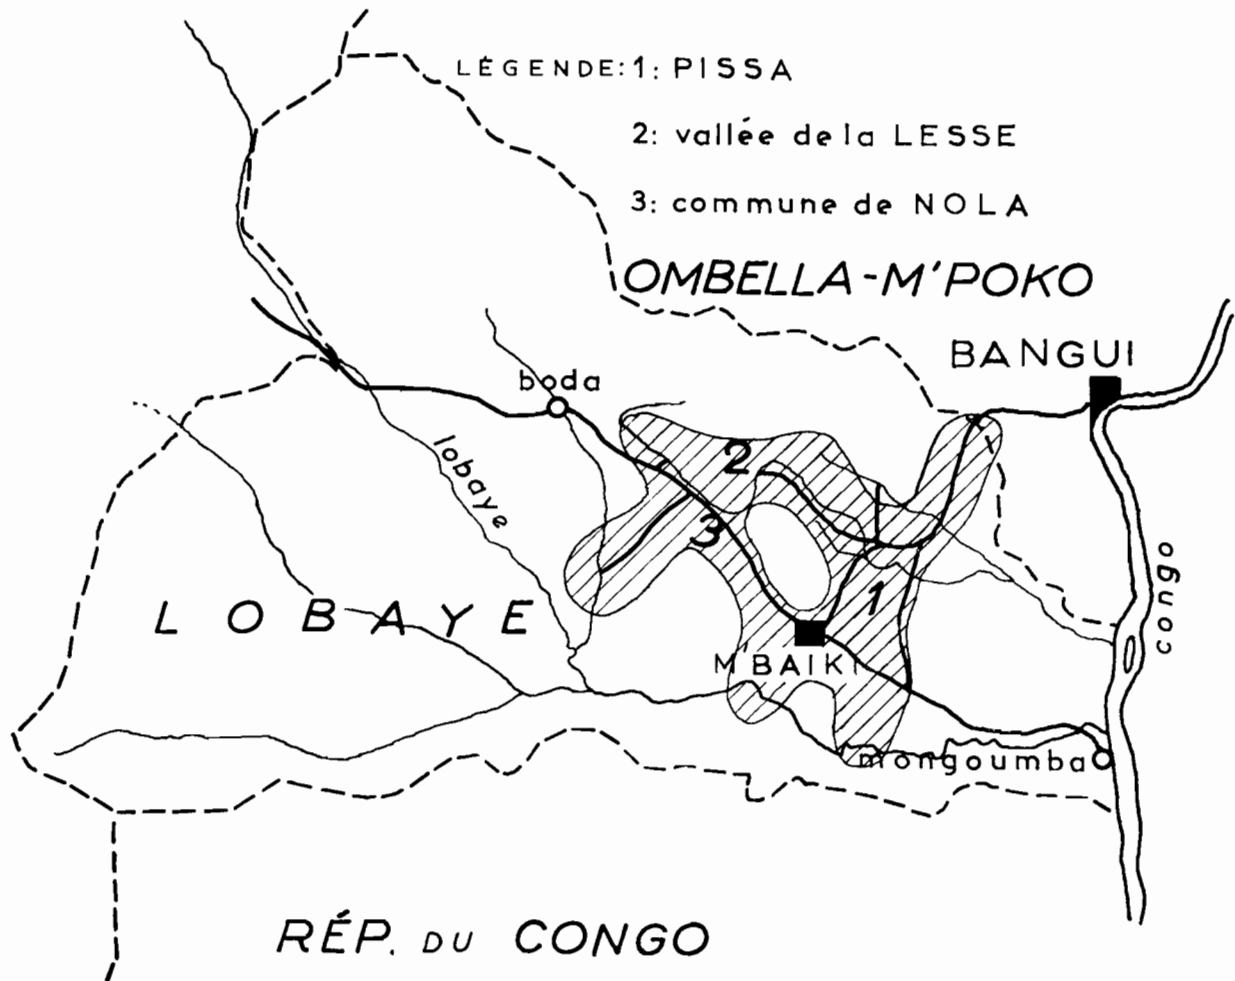 LÉGENDE: 1: PISSA
2: vallée de la LESSE
3: commune de NOLA
OMBELLA-M'POKO
BANGUI
boda
lobaye
2
3
1
congo
LOBAYE
M'BAIKI
mongoumba
RÉP. DU CONGO